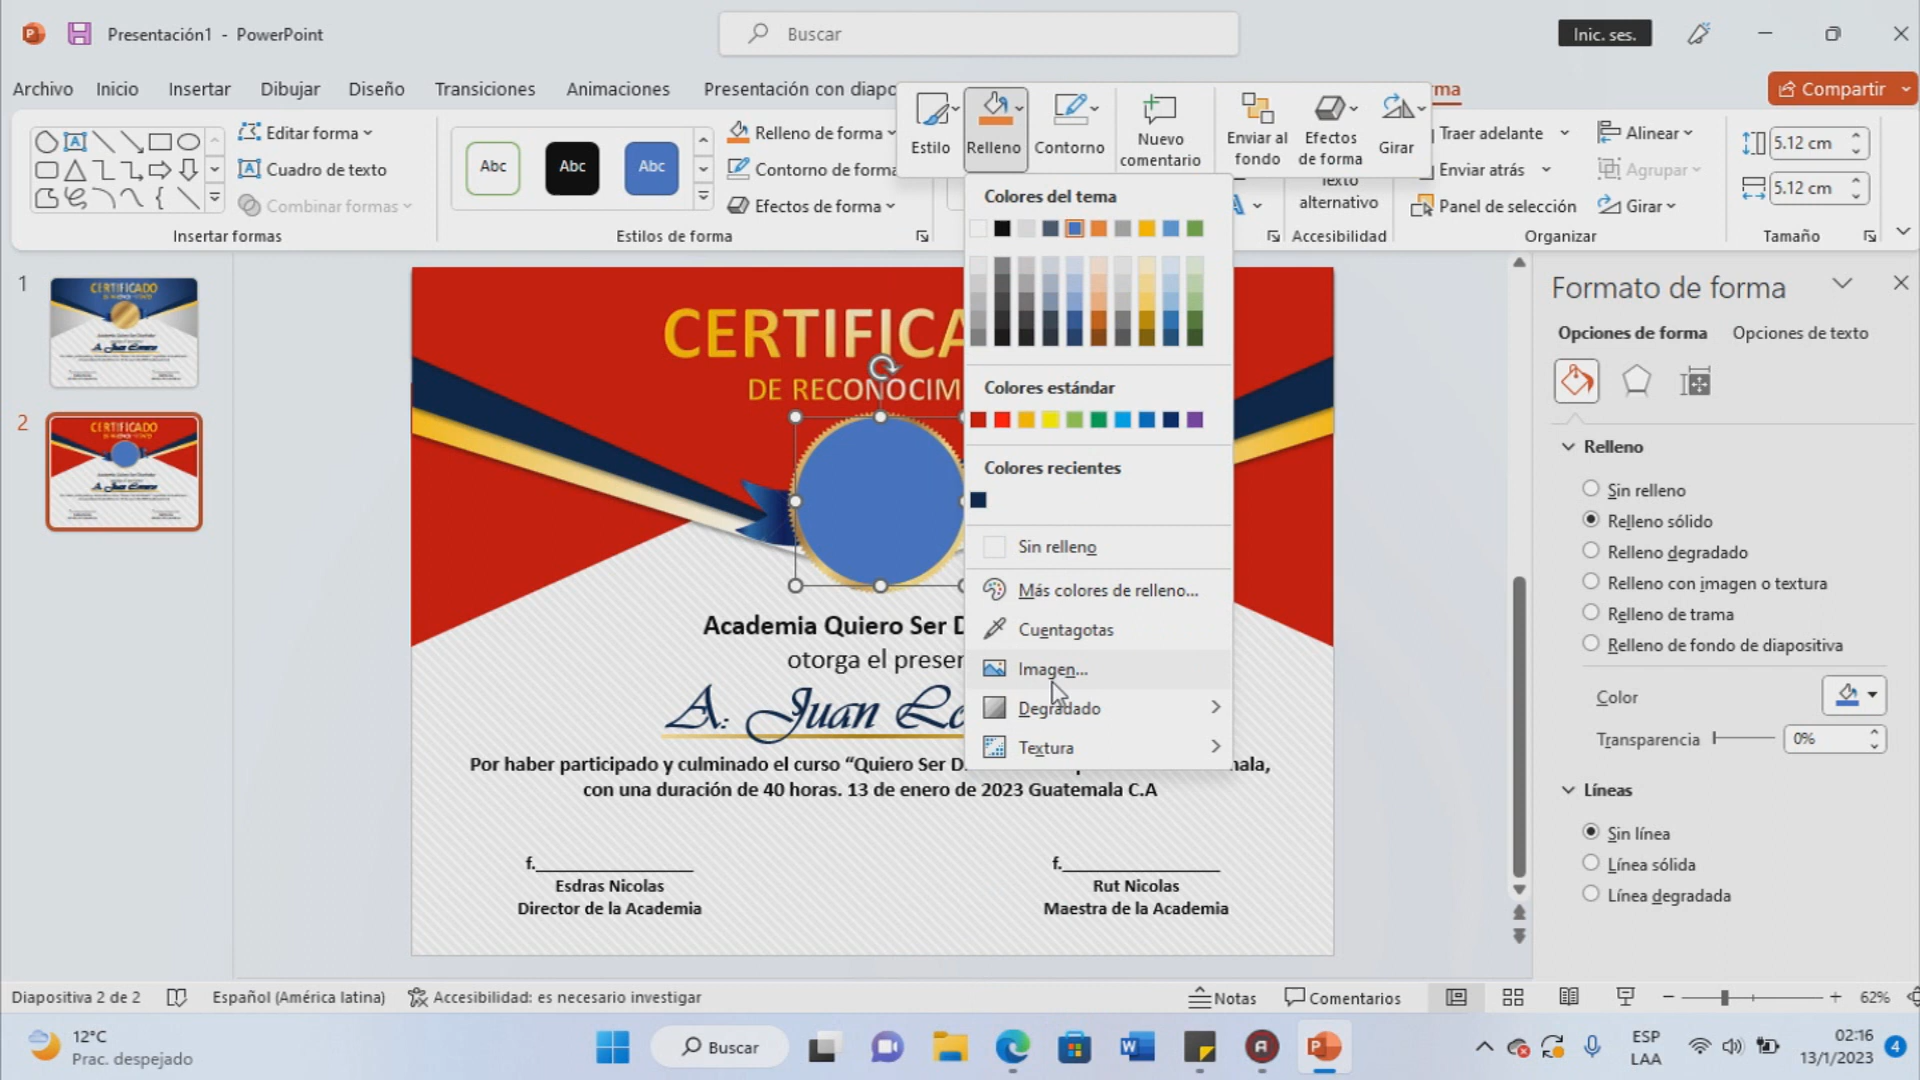 Presentación1 - PowerPoint
Buscar
Inic. ses.
Archivo
Inicio
Insertar
Dibujar
Diseño
Transiciones
Animaciones
Presentación con diapo
rma
Compartir
Editar forma
Cuadro de texto
Combinar formas
Insertar formas
Abc
Abc
Abc
Relleno de forma
Contorno de forma
Efectos de forma
Estilos de forma
Estilo
Relleno
Contorno
Nuevo
comentario
Enviar al
fondo
Efectos
de forma
Girar
Texto
alternativo
Accesibilidad
Traer adelante
Enviar atrás
Panel de selección
Alinear
Agrupar
Girar
Organizar
5.12 cm
5.12 cm
Tamaño
Colores del tema
Colores estándar
Colores recientes
Sin relleno
Más colores de relleno...
Cuentagotas
Imagen...
Degradado
Textura
1
CERTIFICADO
2
CERTIFICADO
CERTIFICA
DE RECONOCIM
Academia Quiero Ser D
otorga el presen
A. Juan Lo
Por haber participado y culminado el curso “Quiero Ser D
nala,
con una duración de 40 horas. 13 de enero de 2023 Guatemala C.A
f.
Esdras Nicolas
Director de la Academia
f.
Rut Nicolas
Maestra de la Academia
Formato de forma
Opciones de forma
Opciones de texto
Relleno
Sin relleno
Relleno sólido
Relleno degradado
Relleno con imagen o textura
Relleno de trama
Relleno de fondo de diapositiva
Color
Transparencia
0%
Líneas
Sin línea
Línea sólida
Línea degradada
Diapositiva 2 de 2
Español (América latina)
Accesibilidad: es necesario investigar
Notas
Comentarios
62%
12°C
Prac. despejado
Buscar
ESP
LAA
02:16
13/1/2023
4